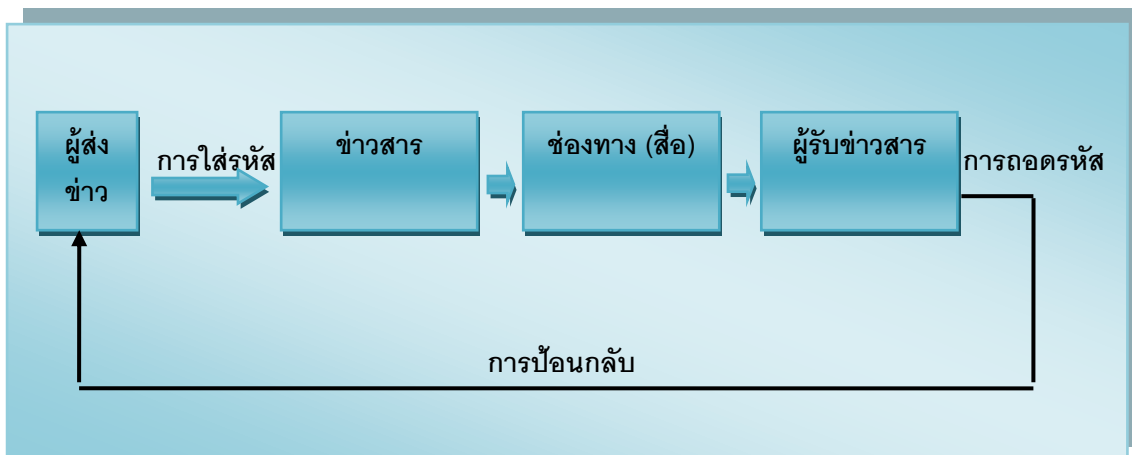 ผู้ส่ง
ข่าว
การใส่รหัส
ข่าวสาร
ช่องทาง (สื่อ)
ผู้รับข่าวสาร
การถอดรหัส
การป้อนกลับ